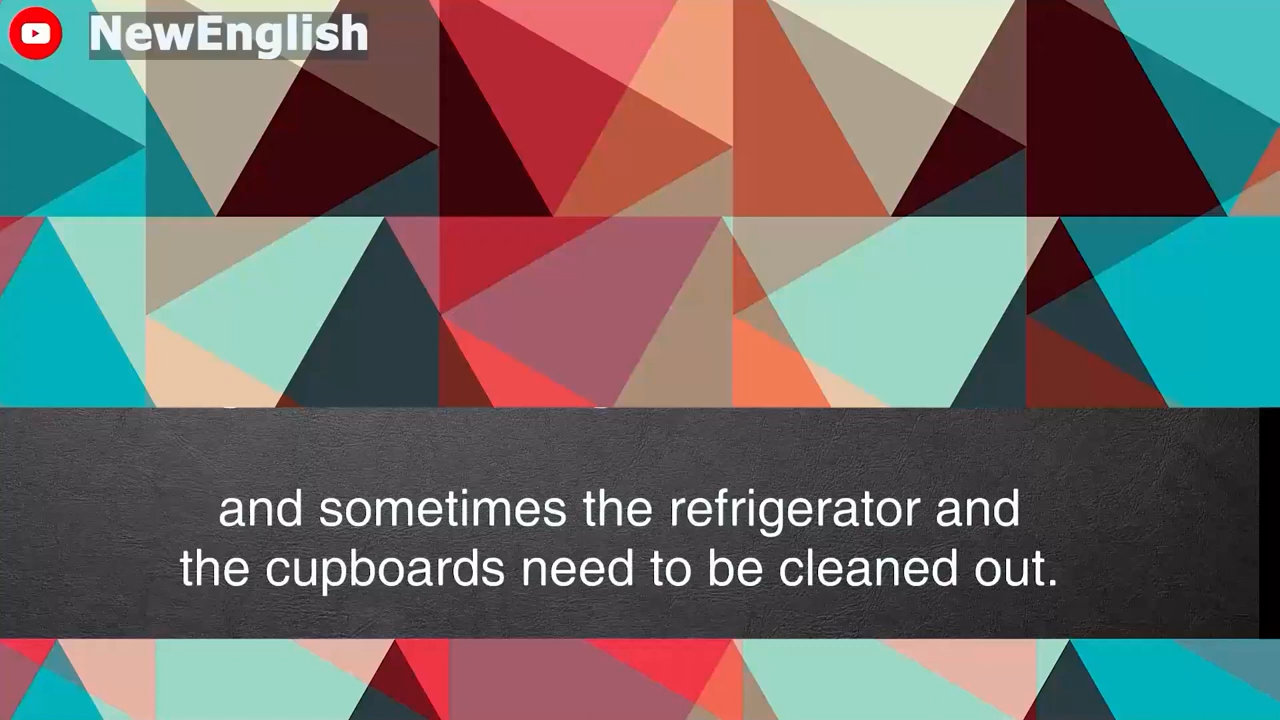 NewEnglish
and sometimes the refrigerator and
the cupboards need to be cleaned out.